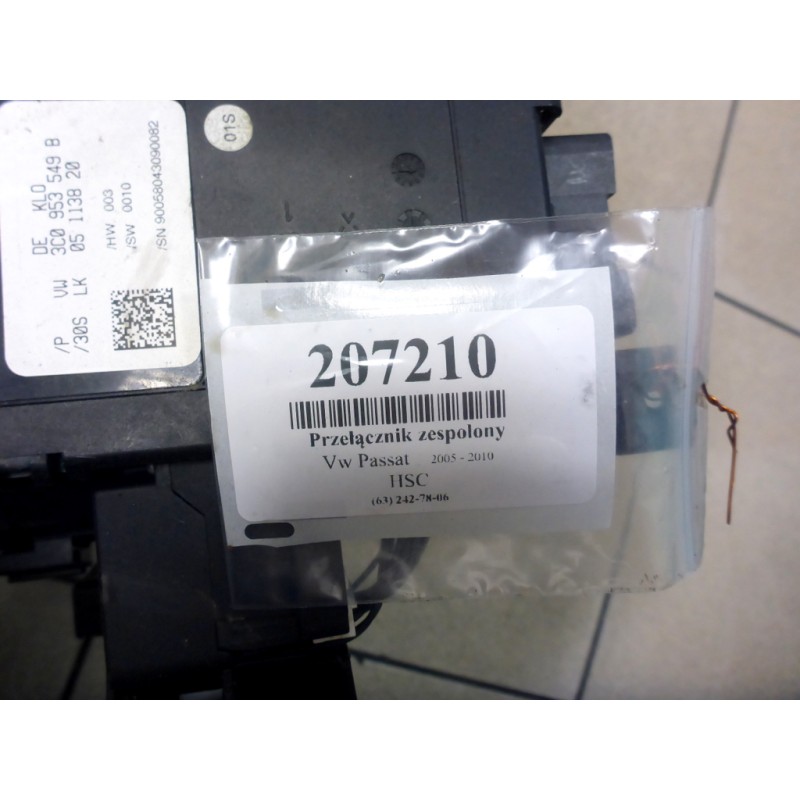 /P VW DE KLO
/30S LK 3C0 953 549 B
05 1138 20
/HW 003
/SW 0010
/SN 90058049090082
01S
207210
Przełącznik zespolony
Vw Passat 2005 - 2010
HSC
(63) 242-78-06